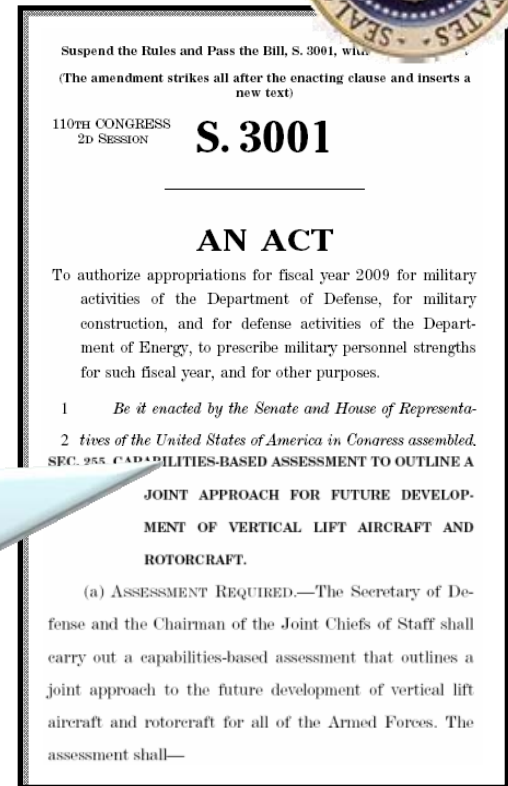 SEAL STATES
Suspend the Rules and Pass the Bill, S. 3001,
(The amendment strikes all after the enacting clause and inserts a
new text)
110TH CONGRESS
2D SESSION
S. 3001
AN ACT
To authorize appropriations for fiscal year 2009 for military
activities of the Department of Defense, for military
construction, and for defense activities of the Depart-
ment of Energy, to prescribe military personnel strengths
for such fiscal year, and for other purposes.
1 Be it enacted by the Senate and House of Representa-
2 tives of the United States of America in Congress assembled,
SEC. 255. CAPABILITIES-BASED ASSESSMENT TO OUTLINE A
JOINT APPROACH FOR FUTURE DEVELOP-
MENT OF VERTICAL LIFT AIRCRAFT AND
ROTORCRAFT.
(a) ASSESSMENT REQUIRED.—The Secretary of De-
fense and the Chairman of the Joint Chiefs of Staff shall
carry out a capabilities-based assessment that outlines a
joint approach to the future development of vertical lift
aircraft and rotorcraft for all of the Armed Forces. The
assessment shall—